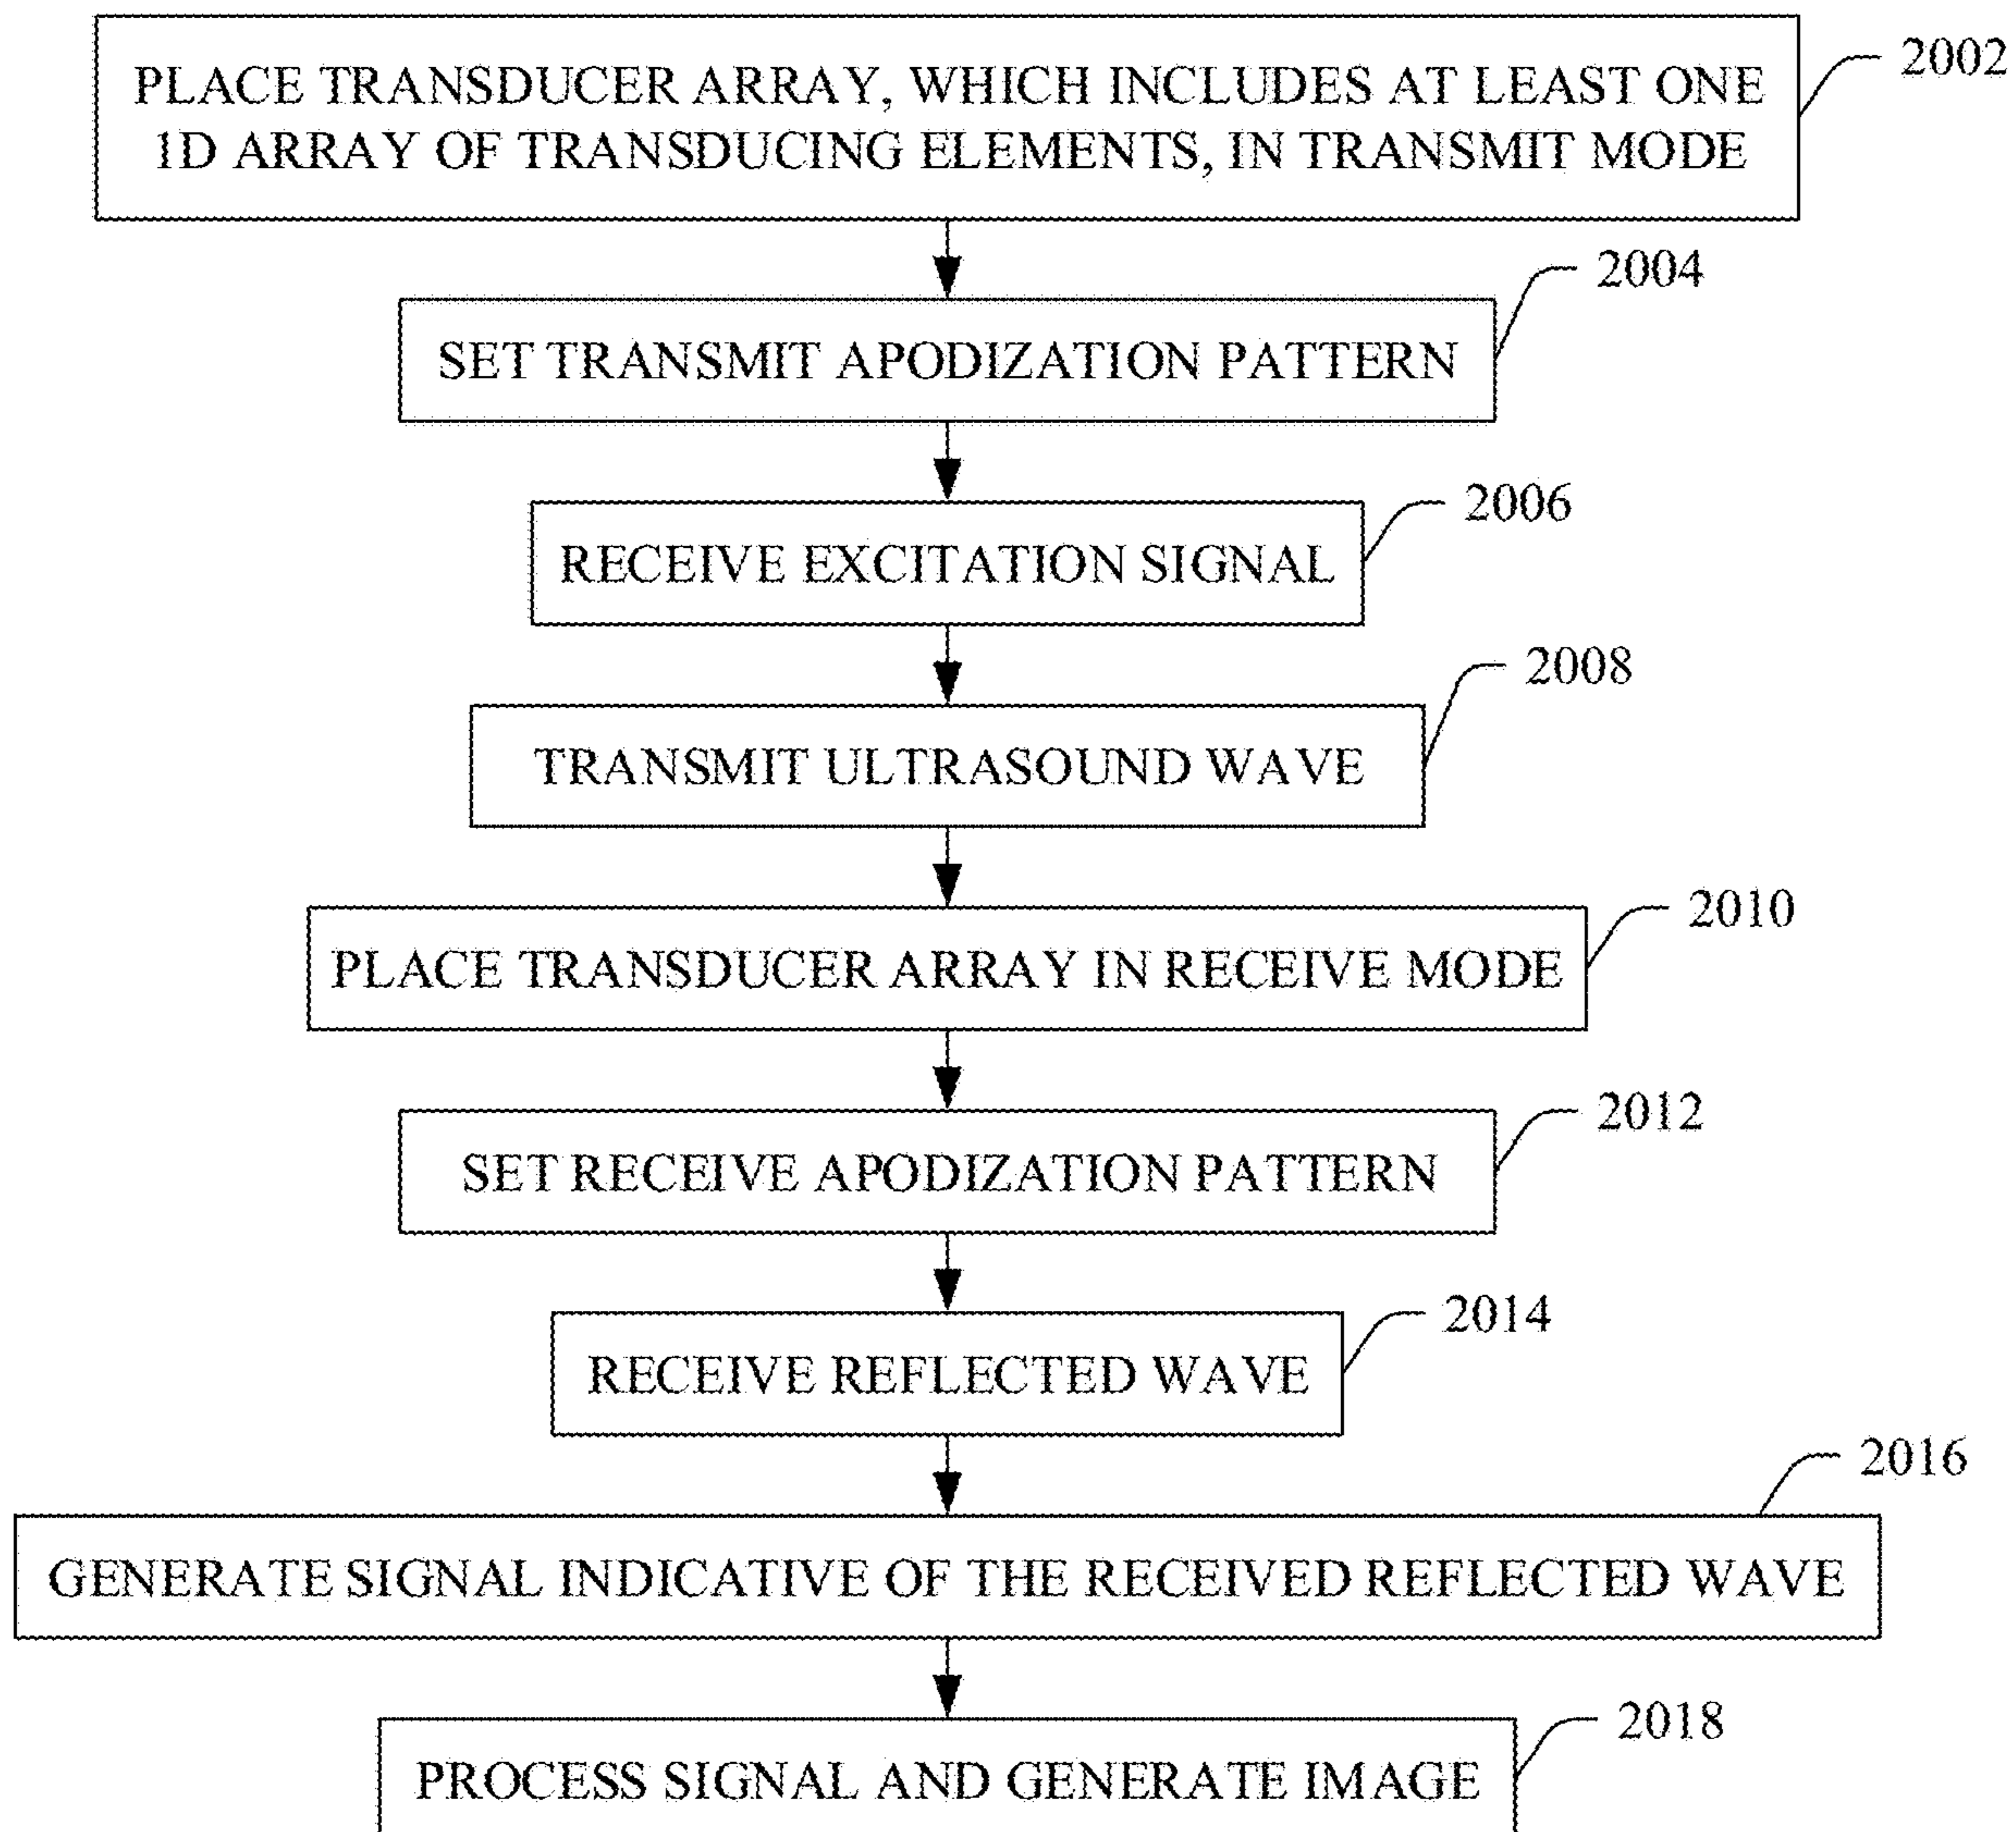 PLACE TRANSDUCER ARRAY, WHICH INCLUDES AT LEAST ONE
1D ARRAY OF TRANSDUCING ELEMENTS, IN TRANSMIT MODE
2002
SET TRANSMIT APODIZATION PATTERN
2004
RECEIVE EXCITATION SIGNAL
2006
TRANSMIT ULTRASOUND WAVE
2008
PLACE TRANSDUCER ARRAY IN RECEIVE MODE
2010
SET RECEIVE APODIZATION PATTERN
2012
RECEIVE REFLECTED WAVE
2014
GENERATE SIGNAL INDICATIVE OF THE RECEIVED REFLECTED WAVE
2016
PROCESS SIGNAL AND GENERATE IMAGE
2018